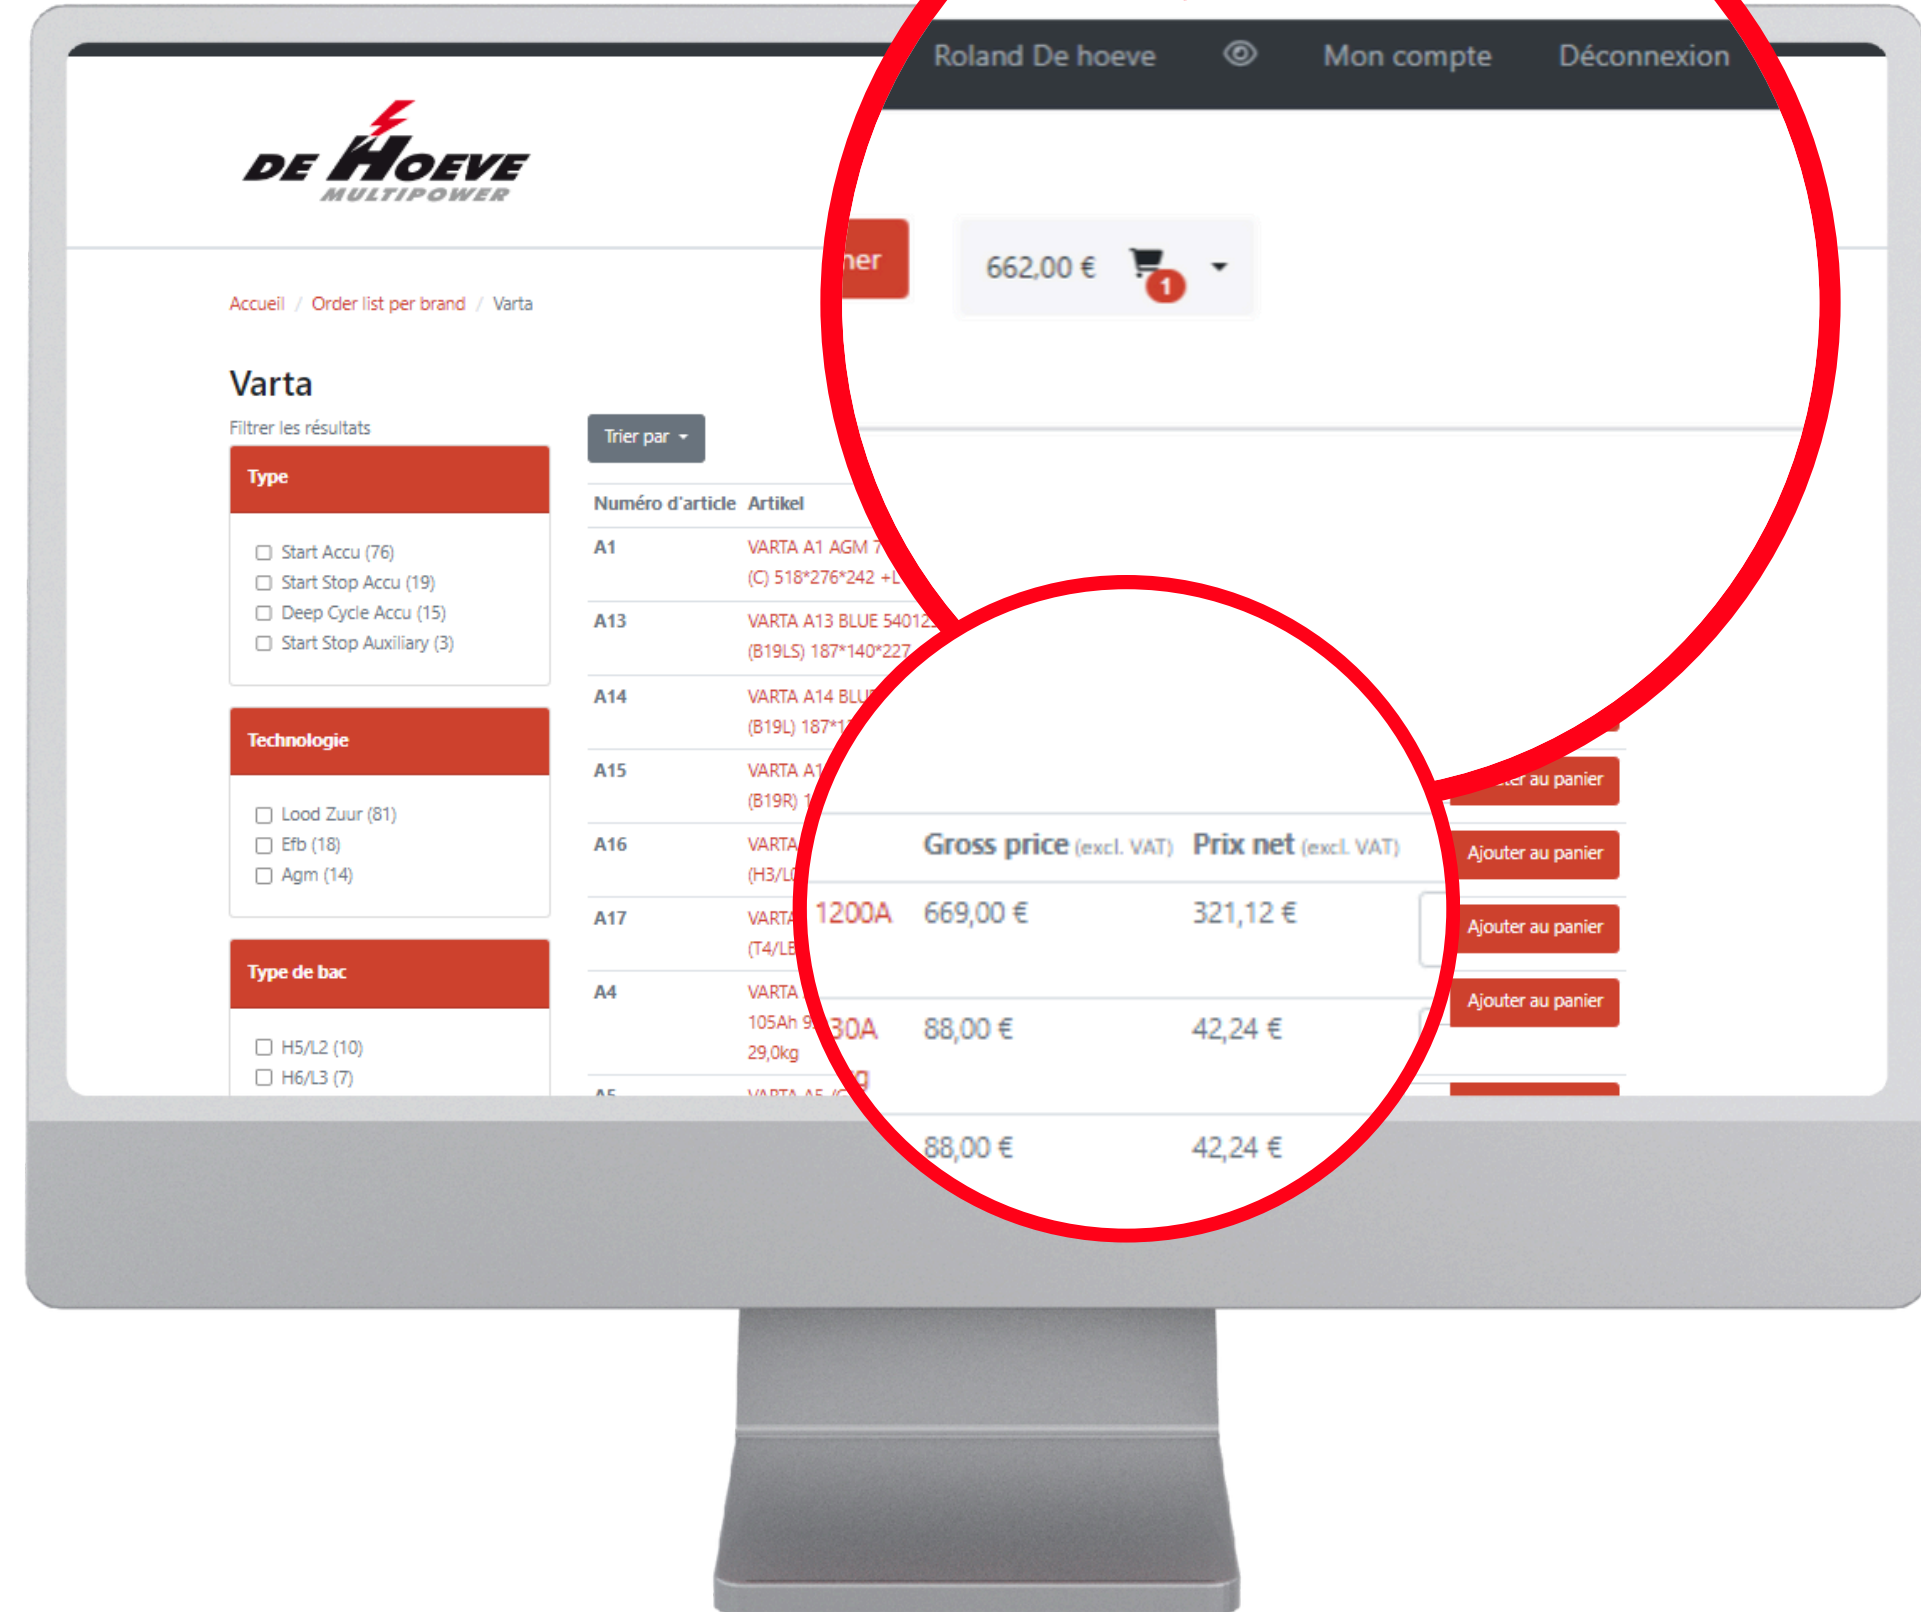 Roland De hoeve Mon compte Déconnexion
DE HOEVE
MULTIPOWER
662,00 € 1
Accueil / Order list per brand / Varta
Varta
Filtrer les résultats
Trier par
Type
Start Accu (76)
Start Stop Accu (19)
Deep Cycle Accu (15)
Start Stop Auxiliary (3)
Technologie
Lood Zuur (81)
Efb (18)
Agm (14)
Type de bac
H5/L2 (10)
H6/L3 (7)
Numéro d'article Artikel
A1 VARTA A1 AGM
(C) 518*276*242
A13 VARTA A13 BLUE
(B19LS) 187*140*227
A14 VARTA A14
(B19L)
A15 VARTA
(B19R)
A16 VARTA
A17 VARTA
A4 VARTA
105Ah
29,0kg
A5 VARTA A5
Gross price (excl. VAT) Prix net (excl. VAT)
1200A 669,00 € 321,12 €
88,00 € 42,24 €
88,00 € 42,24 €
au panier
Ajouter au panier
Ajouter au panier
Ajouter au panier